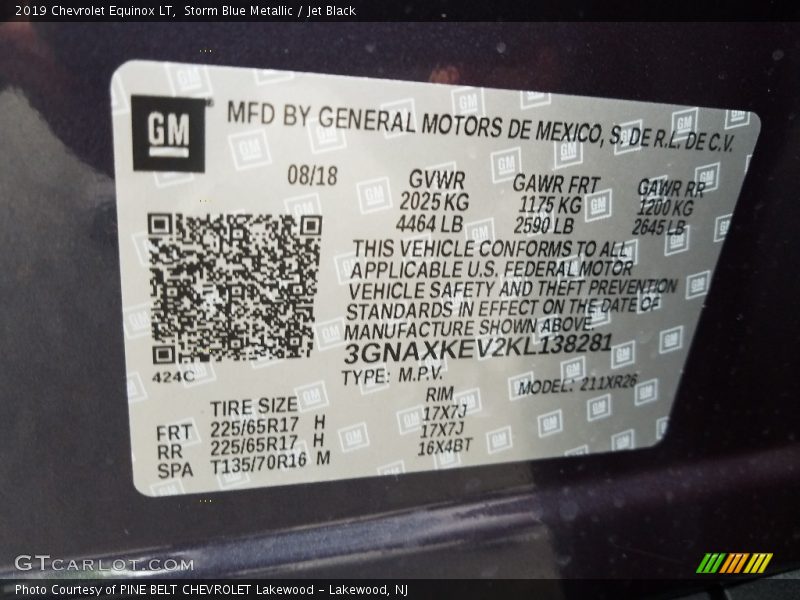 2019 Chevrolet Equinox LT,  Storm Blue Metallic / Jet Black
GM
MFD BY GENERAL MOTORS DE MEXICO, S. DE R.L. DE C.V.
08/18
GVWR
2025 KG
4464 LB
GAWR FRT
1175 KG
2590 LB
GAWR RR
1200 KG
2645 LB
THIS VEHICLE CONFORMS TO ALL
APPLICABLE U.S. FEDERAL MOTOR
VEHICLE SAFETY AND THEFT PREVENTION
STANDARDS IN EFFECT ON THE DATE OF
MANUFACTURE SHOWN ABOVE.
3GNAXKEV2KL138281
424C
TYPE: M.P.V.
MODEL: 211XR26
TIRE SIZE RIM
FRT 225/65R17 H 17X7J
RR 225/65R17 H 17X7J
SPA T135/70R16 M 16X4BT
GTcarlot.com
Photo Courtesy of PINE BELT CHEVROLET Lakewood - Lakewood, NJ